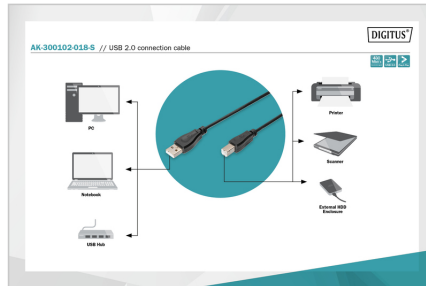 DIGITUS®
AK-300102-018-S // USB 2.0 connection cable
PC
Printer
Notebook
Scanner
USB Hub
External HDD
Enclosure